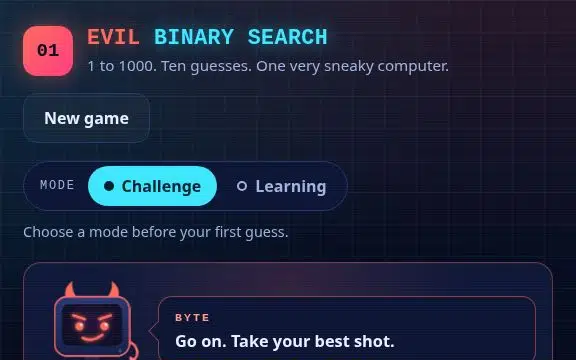 01
EVIL BINARY SEARCH
1 to 1000. Ten guesses. One very sneaky computer.
New game
MODE Challenge Learning
Choose a mode before your first guess.
BYTE
Go on. Take your best shot.